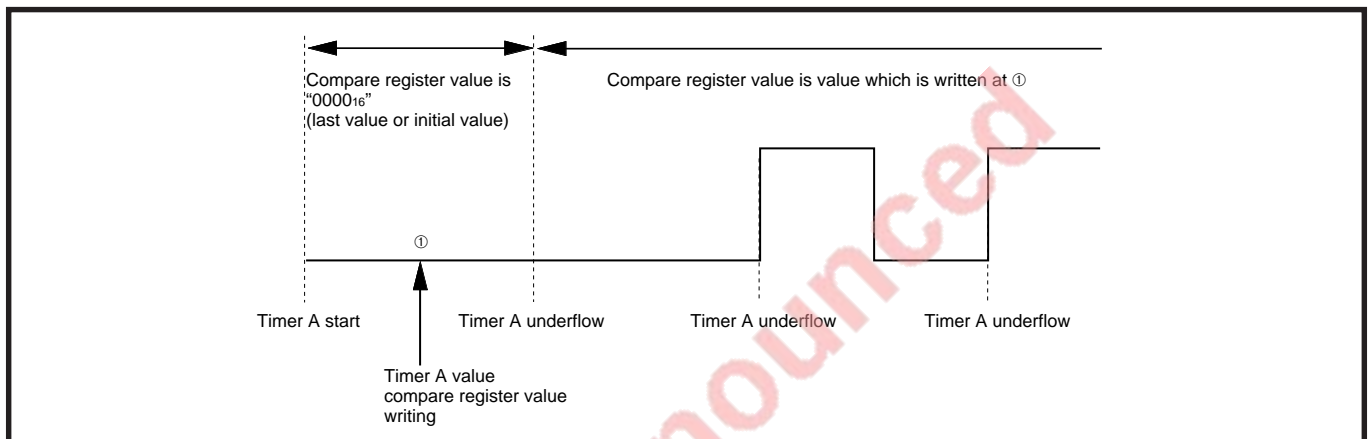 Compare register value is
“0000₁₆”
(last value or initial value)
Compare register value is value which is written at ①
①
Timer A start
Timer A underflow
Timer A underflow
Timer A underflow
Timer A value
compare register value
writing
nounced